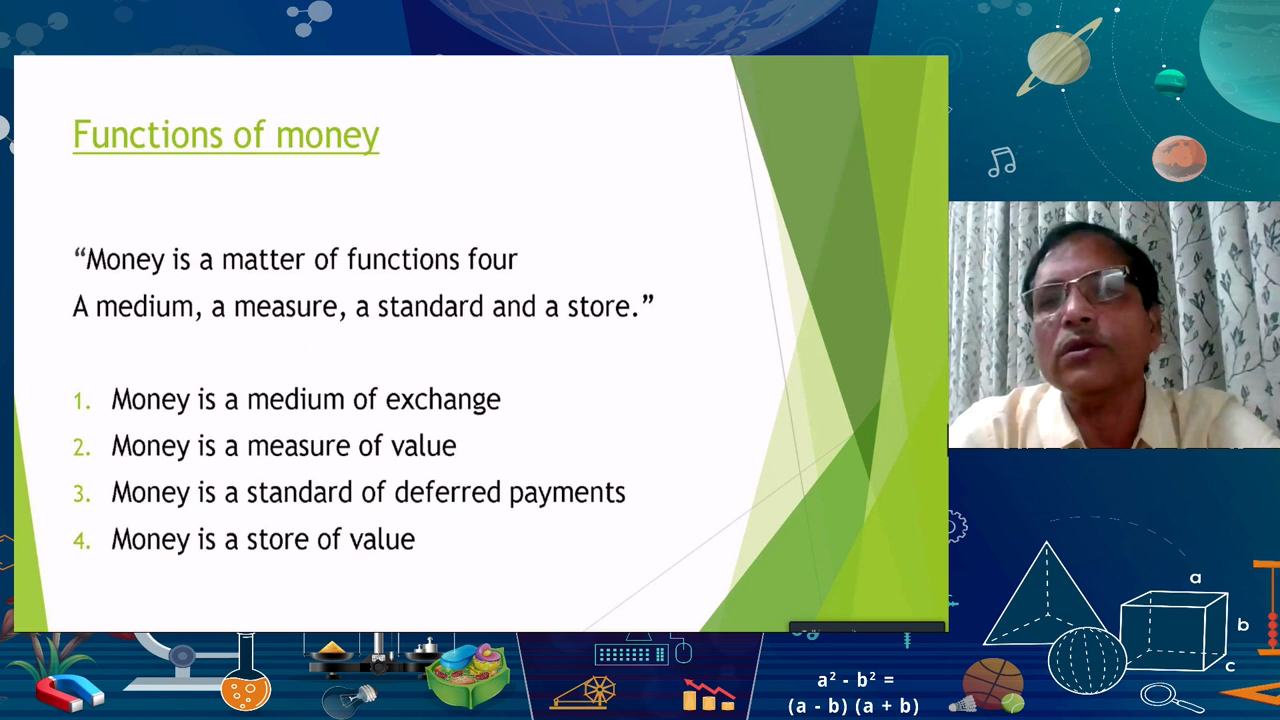 Functions of money
“Money is a matter of functions four
A medium, a measure, a standard and a store.”
1. Money is a medium of exchange
2. Money is a measure of value
3. Money is a standard of deferred payments
4. Money is a store of value
a
b
c
a² - b² =
(a - b) (a + b)